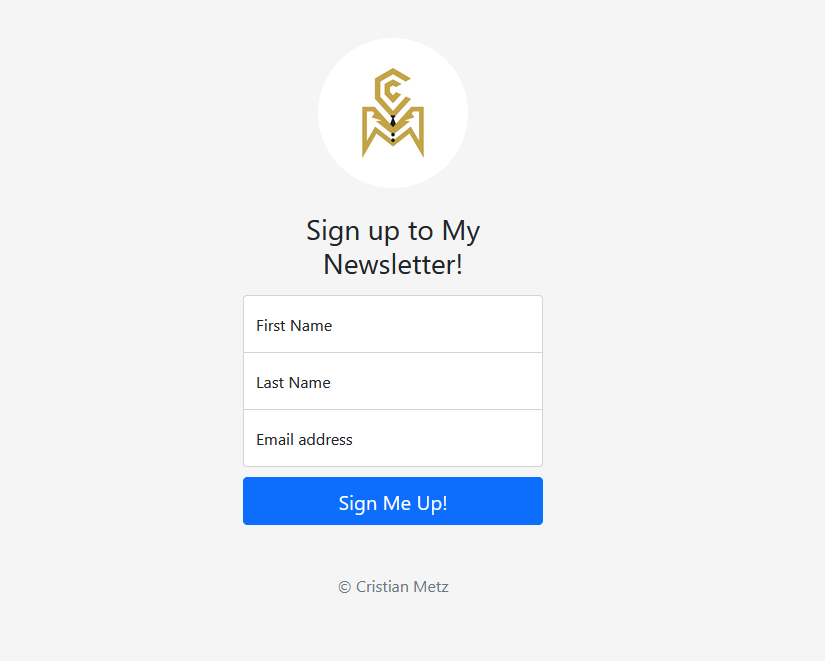 Sign up to My
Newsletter!
First Name
Last Name
Email address
Sign Me Up!
© Cristian Metz